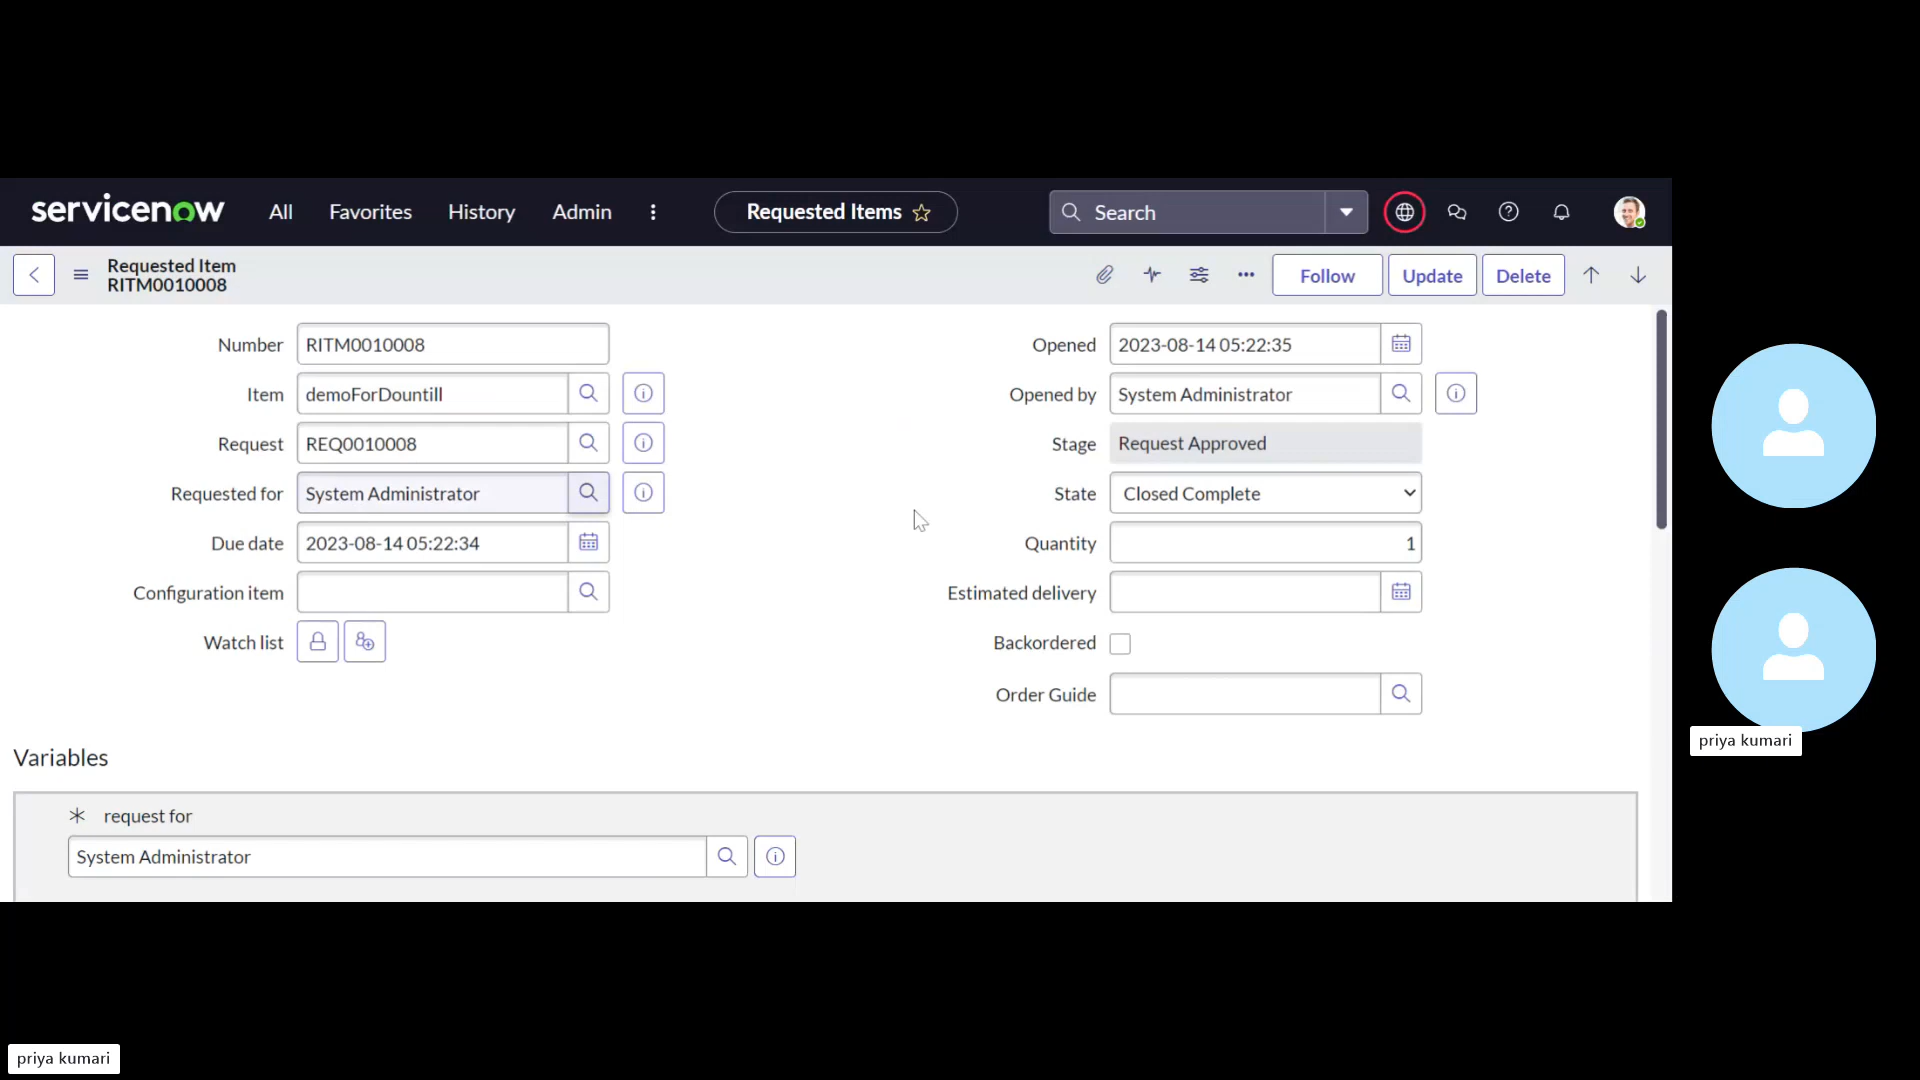 servicenow All Favorites History Admin Requested Items Search
Requested Item
RITM0010008
Follow Update Delete
Number RITM0010008
Item demoForDountill
Request REQ0010008
Requested for System Administrator
Due date 2023-08-14 05:22:34
Configuration item
Watch list
Opened 2023-08-14 05:22:35
Opened by System Administrator
Stage Request Approved
State Closed Complete
Quantity 1
Estimated delivery
Backordered
Order Guide
Variables
request for
System Administrator
priya kumari
priya kumari